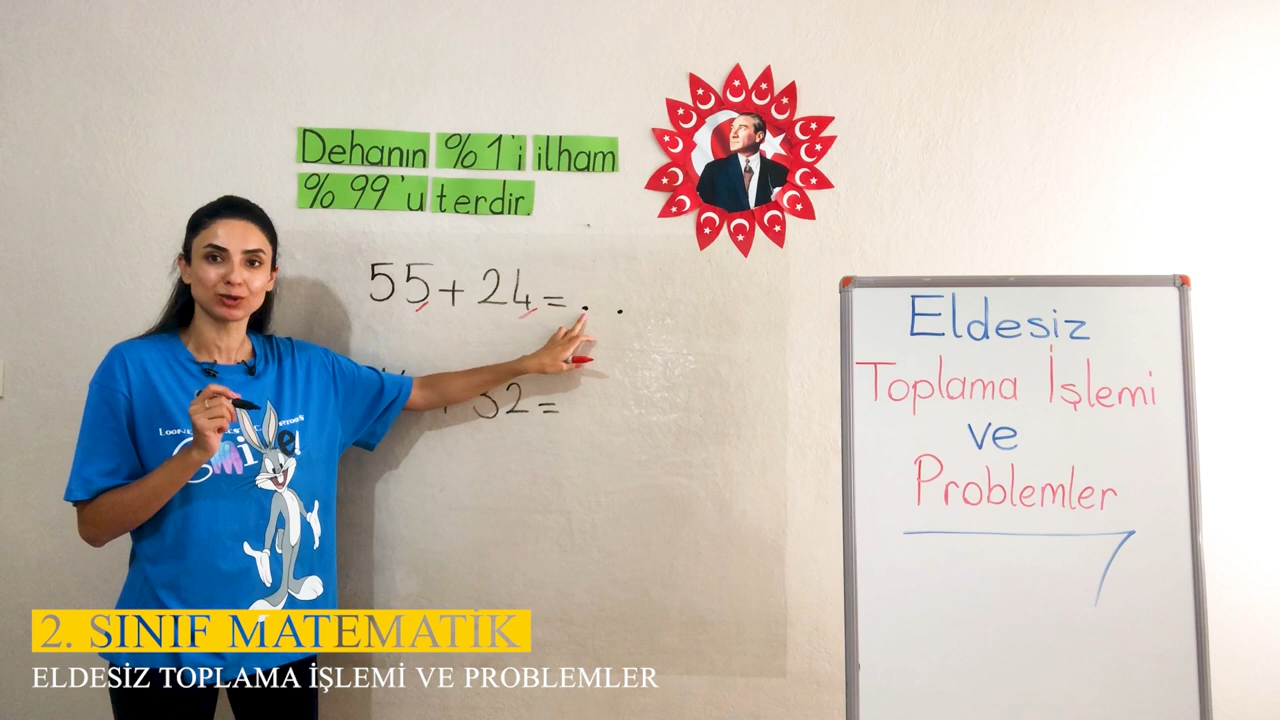 Dehanın %1'i ilham
%99'u terdir.
55+24=. .
+32=
Eldesiz
Toplama İşlemi
ve
Problemler
2. SINIF MATEMATİK
ELDESİZ TOPLAMA İŞLEMİ VE PROBLEMLER